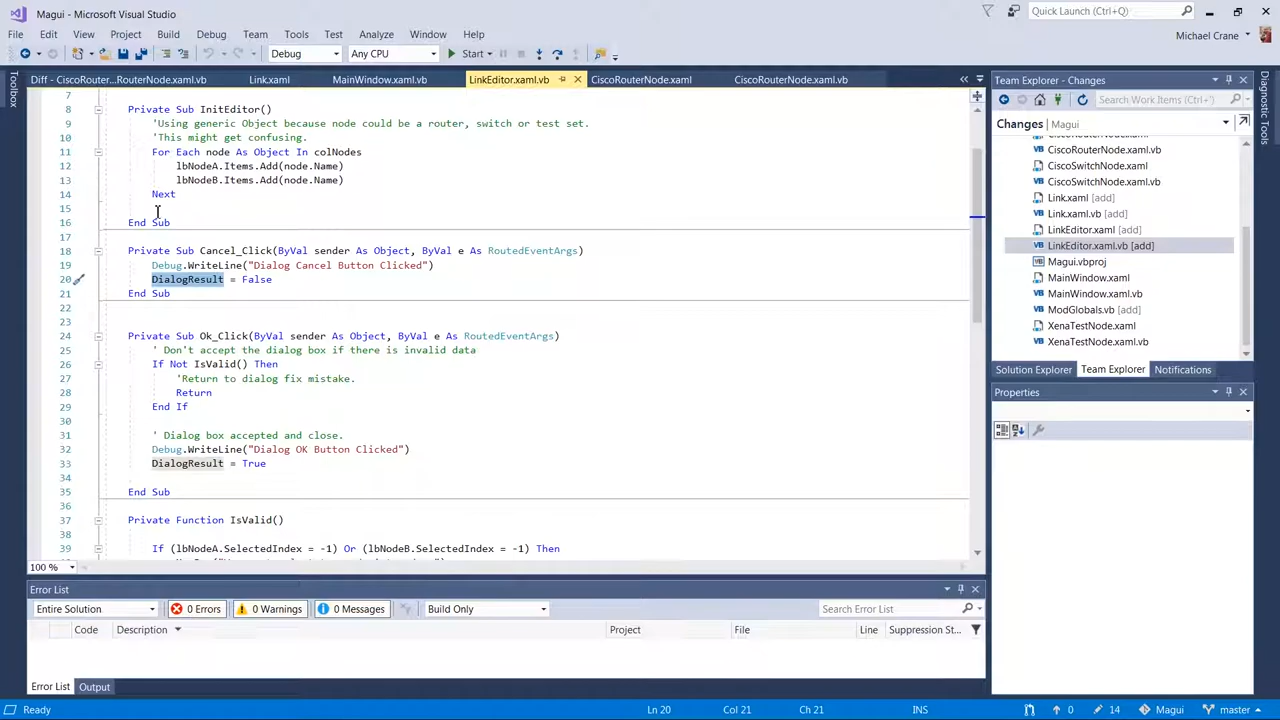 Magui - Microsoft Visual Studio
Quick Launch (Ctrl+Q)
File Edit View Project Build Debug Team Tools Test Analyze Window Help
Michael Crane
Debug Any CPU Start
Toolbox
Diff - CiscoRouter...RouterNode.xaml.vb Link.xaml MainWindow.xaml.vb LinkEditor.xaml.vb CiscoRouterNode.xaml CiscoRouterNode.xaml.vb
7
8 Private Sub InitEditor()
9 'Using generic Object because node could be a router, switch or test set.
10 'This might get confusing.
11 For Each node As Object In colNodes
12 lbNodeA.Items.Add(node.Name)
13 lbNodeB.Items.Add(node.Name)
14 Next
15
16 End Sub
17
18 Private Sub Cancel_Click(ByVal sender As Object, ByVal e As RoutedEventArgs)
19 Debug.WriteLine("Dialog Cancel Button Clicked")
20 DialogResult = False
21 End Sub
22
23
24 Private Sub Ok_Click(ByVal sender As Object, ByVal e As RoutedEventArgs)
25 ' Don't accept the dialog box if there is invalid data
26 If Not IsValid() Then
27 'Return to dialog fix mistake.
28 Return
29 End If
30
31 ' Dialog box accepted and close.
32 Debug.WriteLine("Dialog OK Button Clicked")
33 DialogResult = True
34
35 End Sub
36
37 Private Function IsValid()
38
39 If (lbNodeA.SelectedIndex = -1) Or (lbNodeB.SelectedIndex = -1) Then
100 %
Team Explorer - Changes
Search Work Items (Ctrl+')
Changes | Magui
CiscoRouterNode.xaml
CiscoRouterNode.xaml.vb
CiscoSwitchNode.xaml
CiscoSwitchNode.xaml.vb
Link.xaml [add]
Link.xaml.vb [add]
LinkEditor.xaml [add]
LinkEditor.xaml.vb [add]
Magui.vbproj
MainWindow.xaml
MainWindow.xaml.vb
ModGlobals.vb [add]
XenaTestNode.xaml
XenaTestNode.xaml.vb
Solution Explorer Team Explorer Notifications
Properties
Diagnostic Tools
Error List
Entire Solution 0 Errors 0 Warnings 0 Messages Build Only Search Error List
Code Description Project File Line Suppression St...
Error List Output
Ready Ln 20 Col 21 Ch 21 INS 0 14 Magui master